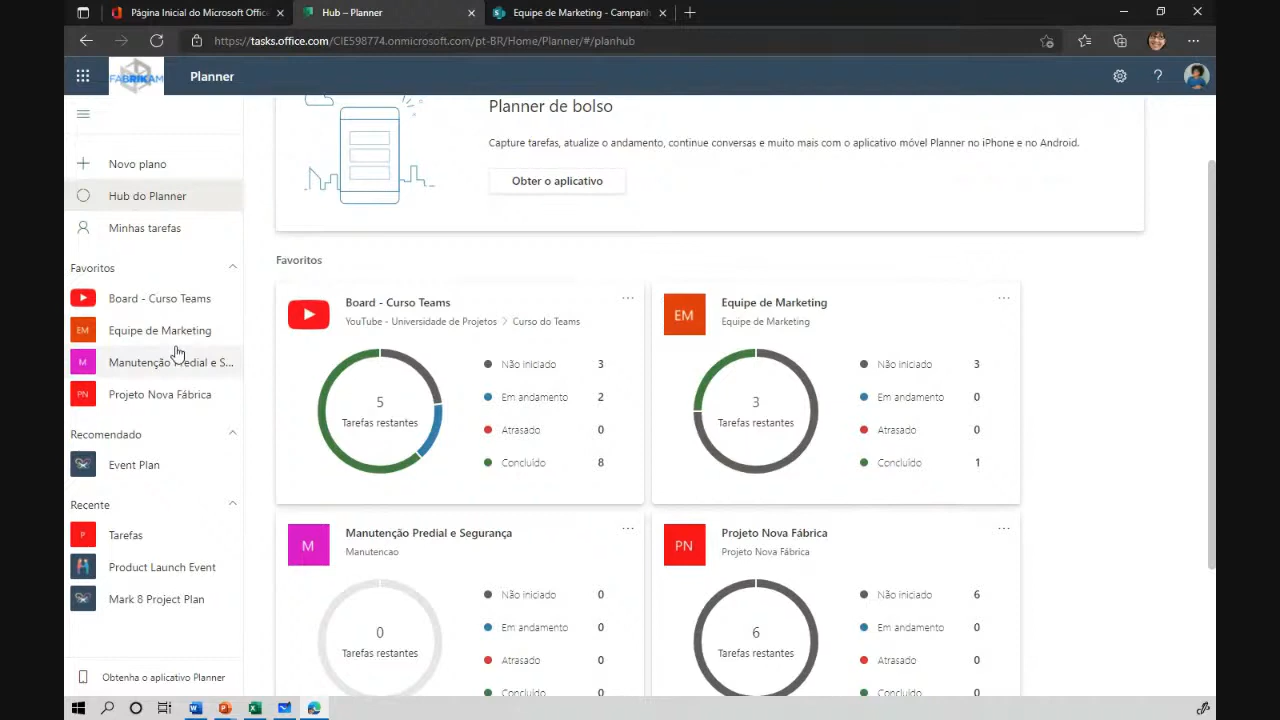 Página Inicial do Microsoft Office
Hub – Planner
Equipe de Marketing - Campanh
https://tasks.office.com/CIE598774.onmicrosoft.com/pt-BR/Home/Planner/#/planhub
FABRIKAM
Planner
?
Novo plano
Hub do Planner
Minhas tarefas
Favoritos
Board - Curso Teams
EM Equipe de Marketing
M Manutenção Predial e S...
PN Projeto Nova Fábrica
Recomendado
Event Plan
Recente
P Tarefas
Product Launch Event
Mark 8 Project Plan
Obtenha o aplicativo Planner
Planner de bolso
Capture tarefas, atualize o andamento, continue conversas e muito mais com o aplicativo móvel Planner no iPhone e no Android.
Obter o aplicativo
Favoritos
Board - Curso Teams
YouTube - Universidade de Projetos > Curso do Teams
5
Tarefas restantes
Não iniciado 3
Em andamento 2
Atrasado 0
Concluído 8
EM
Equipe de Marketing
Equipe de Marketing
3
Tarefas restantes
Não iniciado 3
Em andamento 0
Atrasado 0
Concluído 1
M
Manutenção Predial e Segurança
Manutencao
0
Tarefas restantes
Não iniciado 0
Em andamento 0
Atrasado 0
Concluído 0
PN
Projeto Nova Fábrica
Projeto Nova Fábrica
6
Tarefas restantes
Não iniciado 6
Em andamento 0
Atrasado 0
Concluído 0